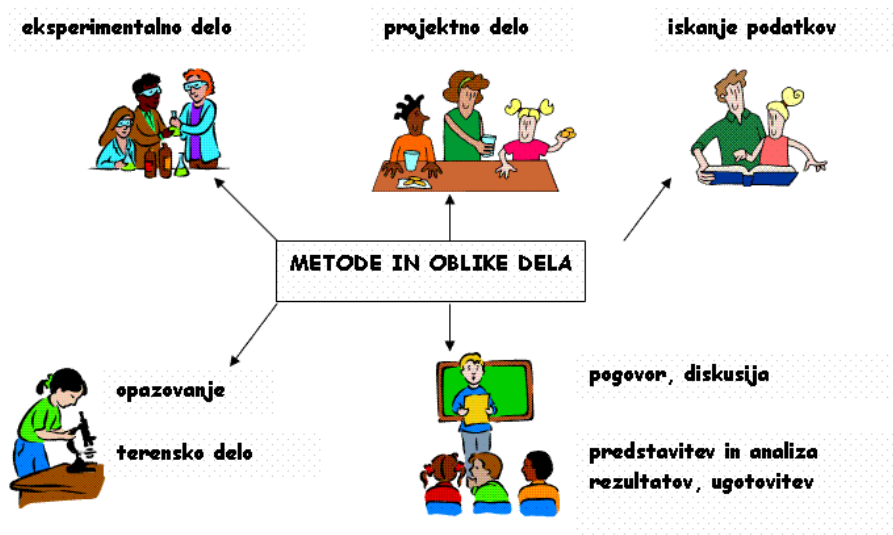 eksperimentalno delo
projektno delo
iskanje podatkov
METODE IN OBLIKE DELA
opazovanje
terensko delo
pogovor, diskusija
predstavitev in analiza
rezultatov, ugotovitev